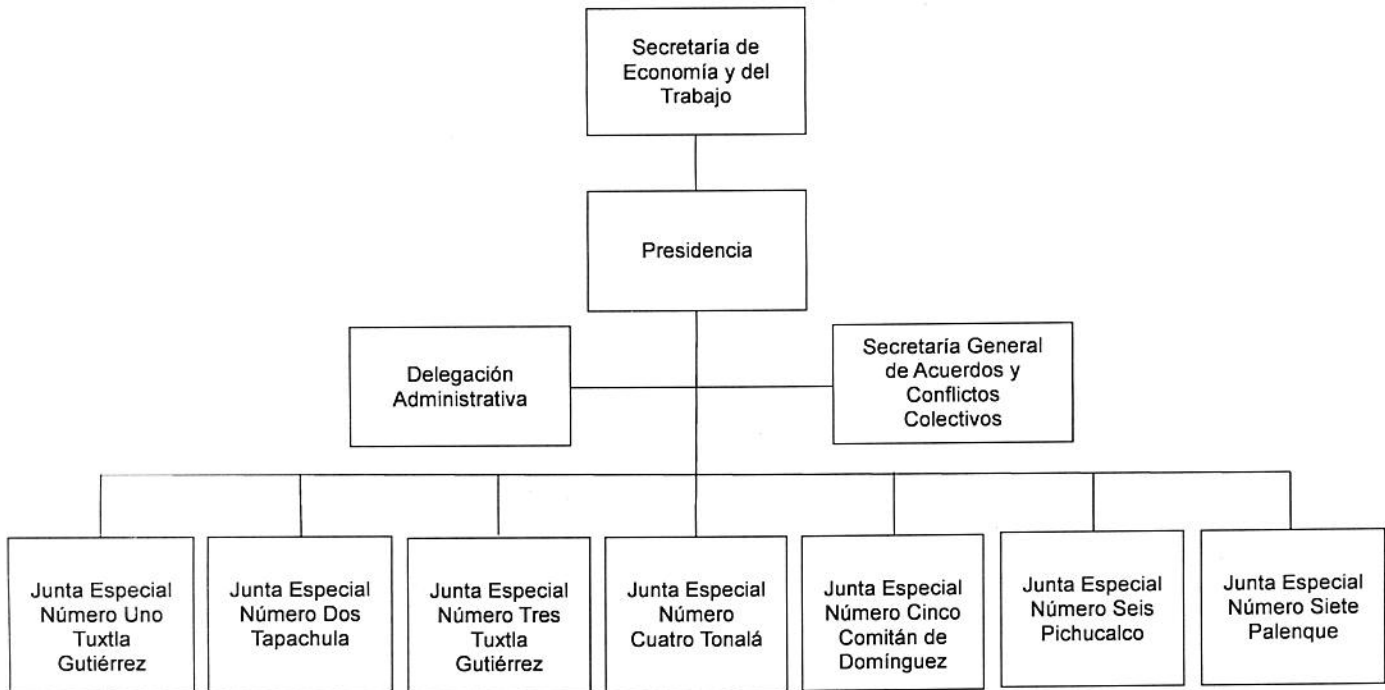 Secretaría de
Economía y del
Trabajo
Presidencia
Delegación
Administrativa
Secretaría General
de Acuerdos y
Conflictos
Colectivos
Junta Especial
Número Uno
Tuxtla
Gutiérrez
Junta Especial
Número Dos
Tapachula
Junta Especial
Número Tres
Tuxtla
Gutiérrez
Junta Especial
Número
Cuatro Tonalá
Junta Especial
Número Cinco
Comitán de
Domínguez
Junta Especial
Número Seis
Pichucalco
Junta Especial
Número Siete
Palenque